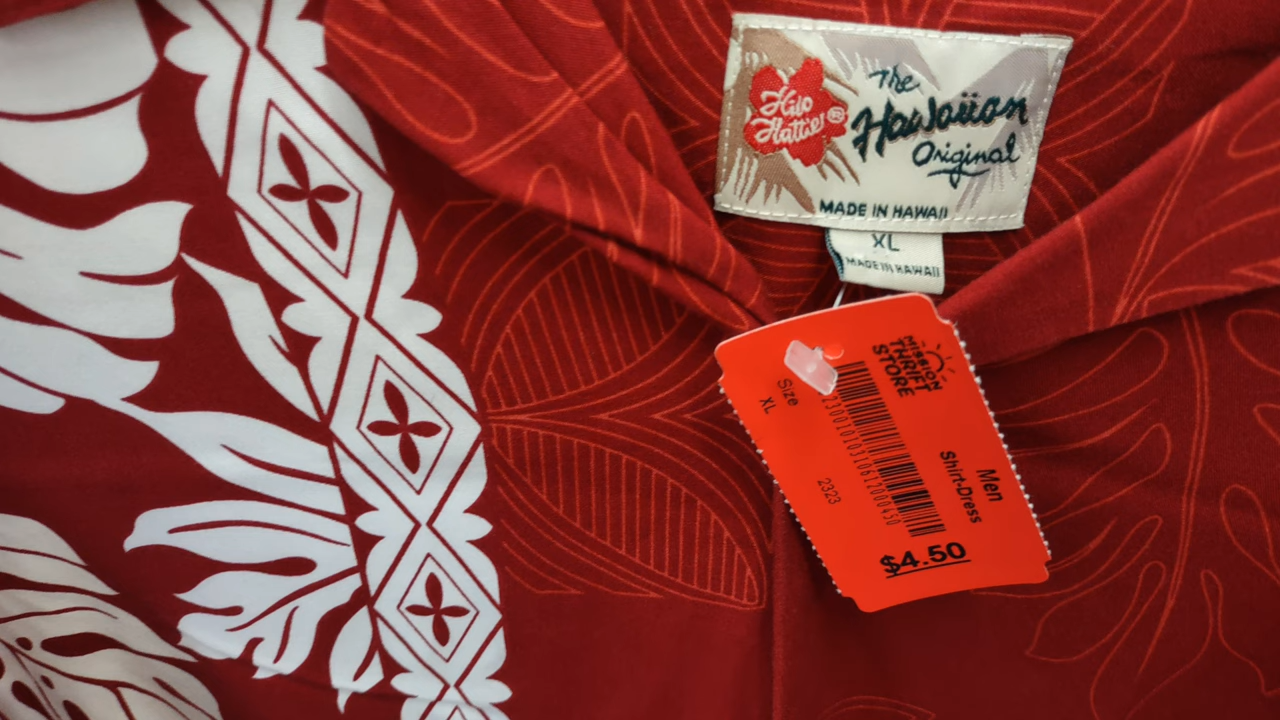 Hilo
Hattie®
The
Hawaiian
Original
MADE IN HAWAII
XL
MADE IN HAWAII
MISSION
THRIFT
STORE
Size
XL
23001010310612000450
2323
Men
Shirt-Dress
$4.50